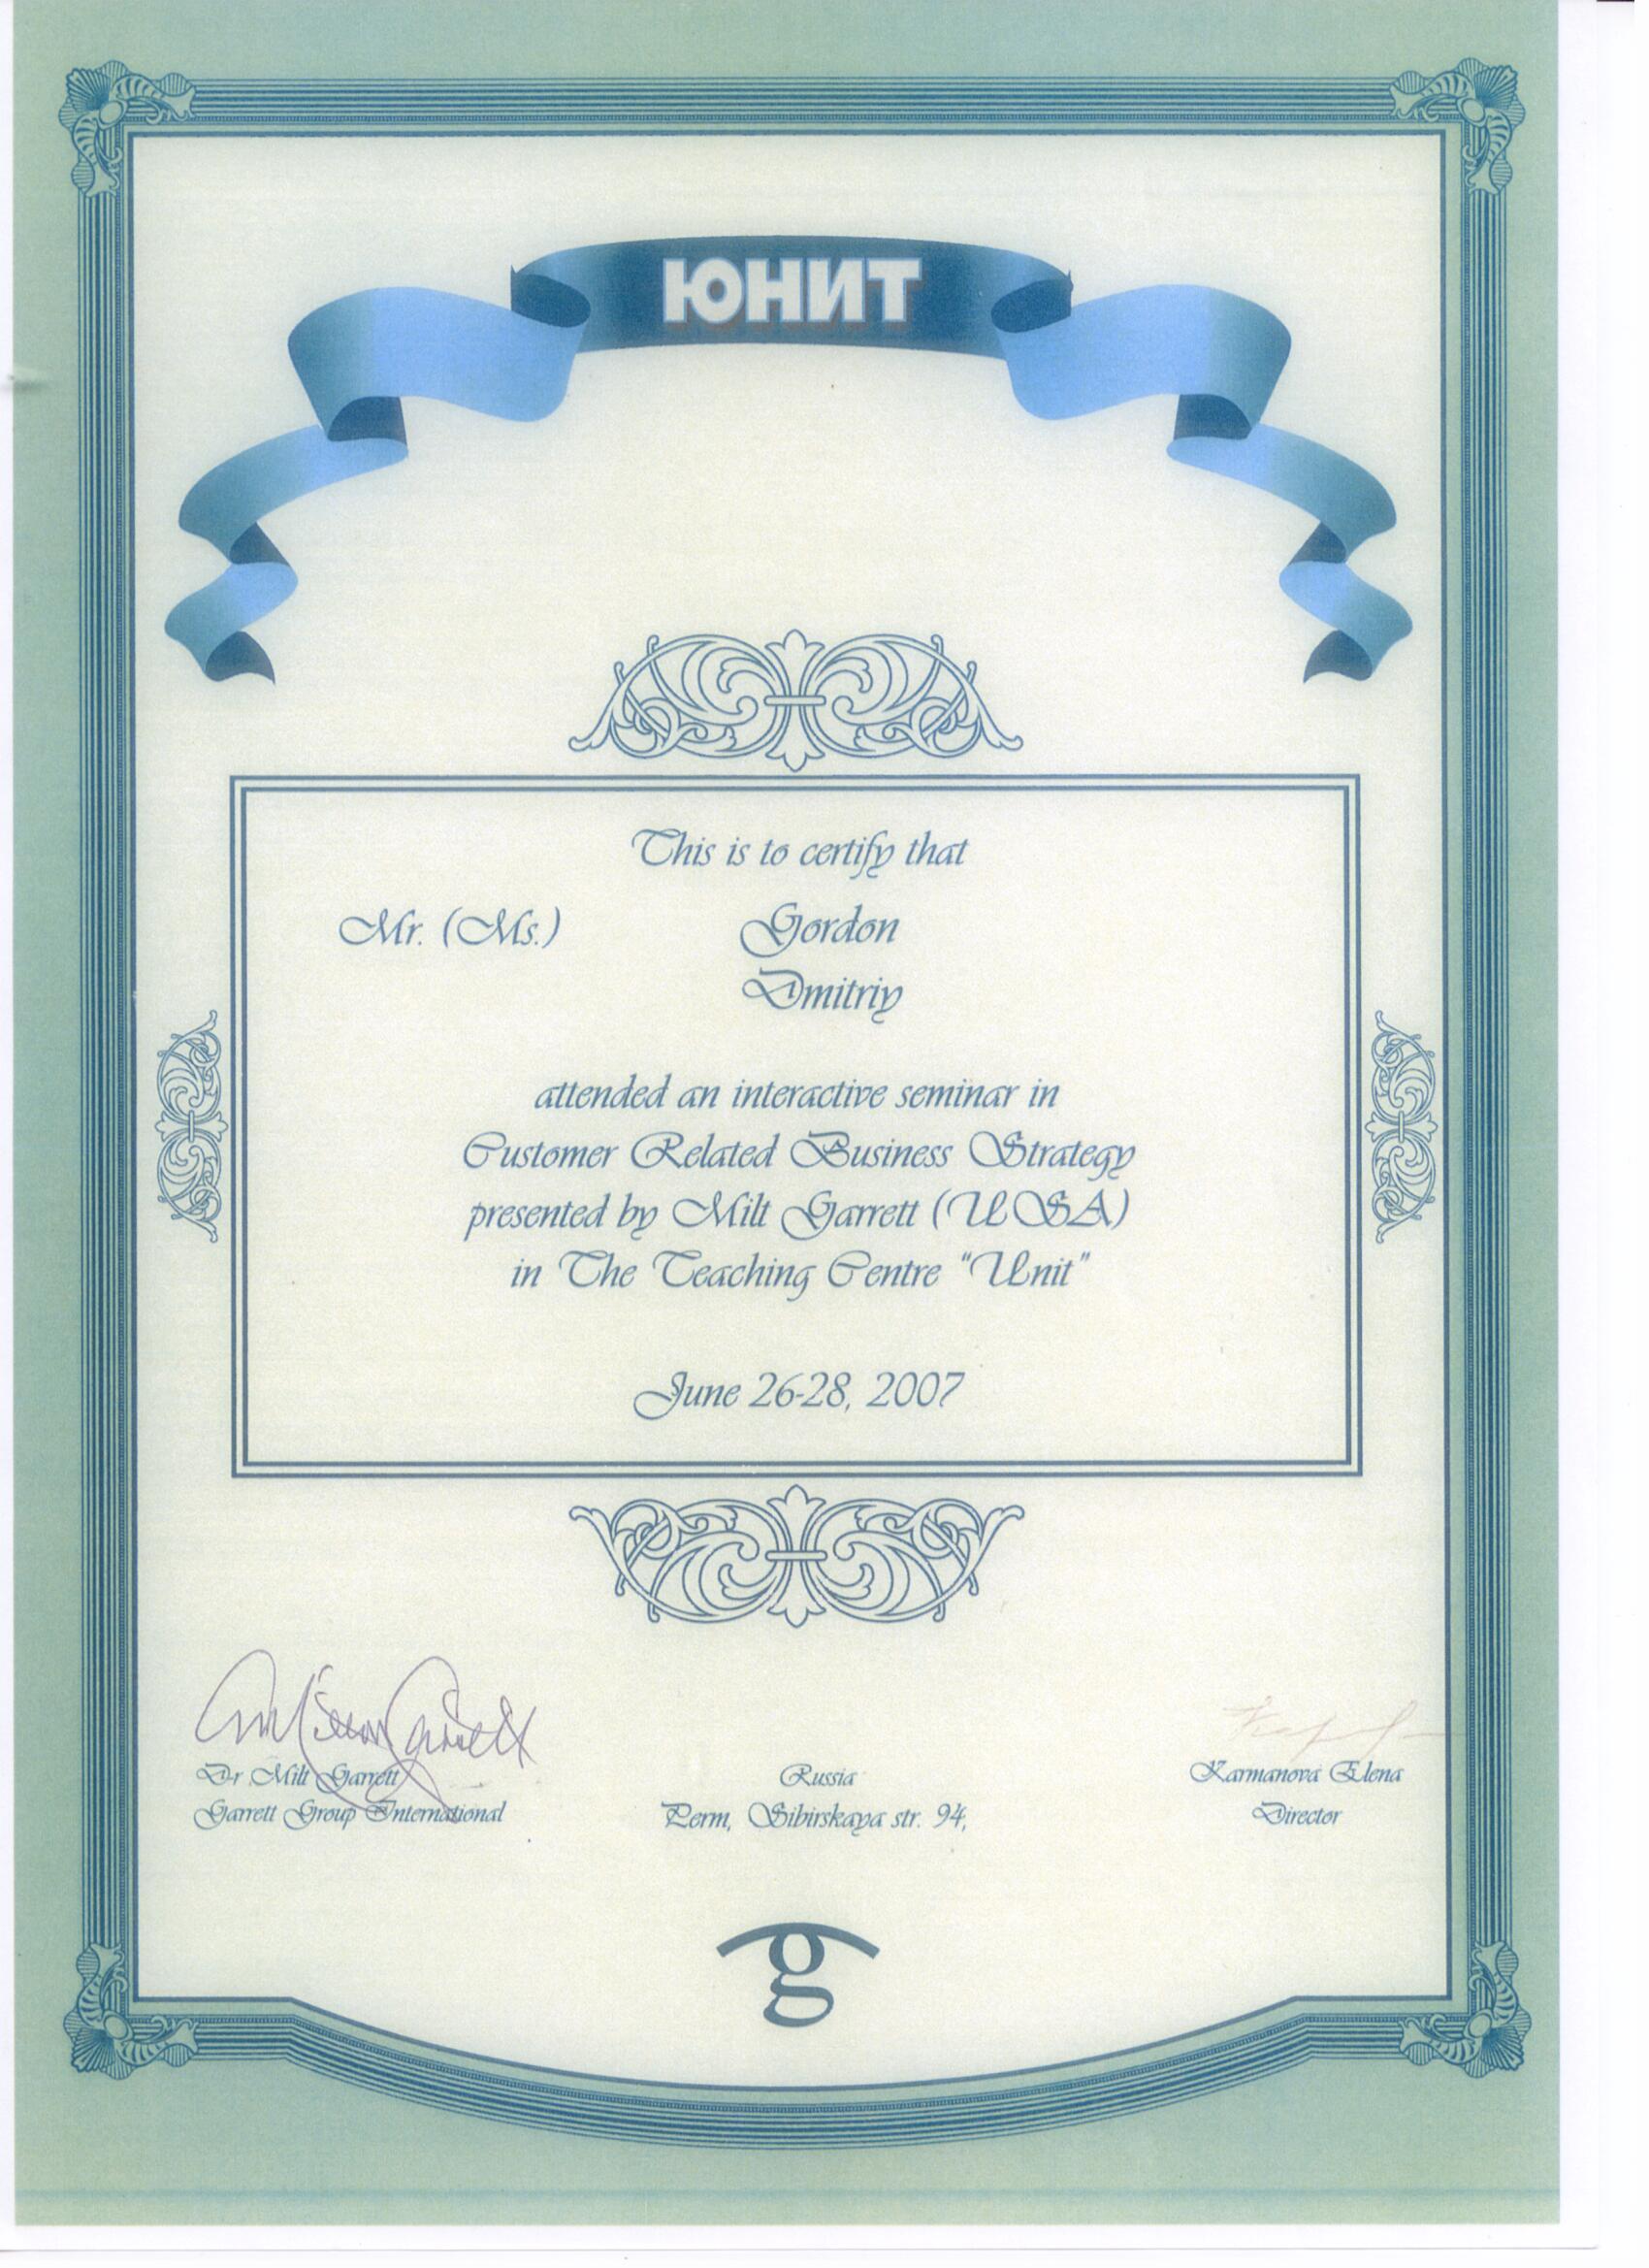 ЮНИТ
This is to certify that
Mr. (Ms.) Gordon
Dmitriy
attended an interactive seminar in
Customer Related Business Strategy
presented by Milt Garrett (USA)
in The Teaching Centre "Unit"
June 26-28, 2007
Dr Milt Garrett
Garrett Group International
Russia
Perm, Sibirskaya str. 94,
Karmanova Elena
Director
g